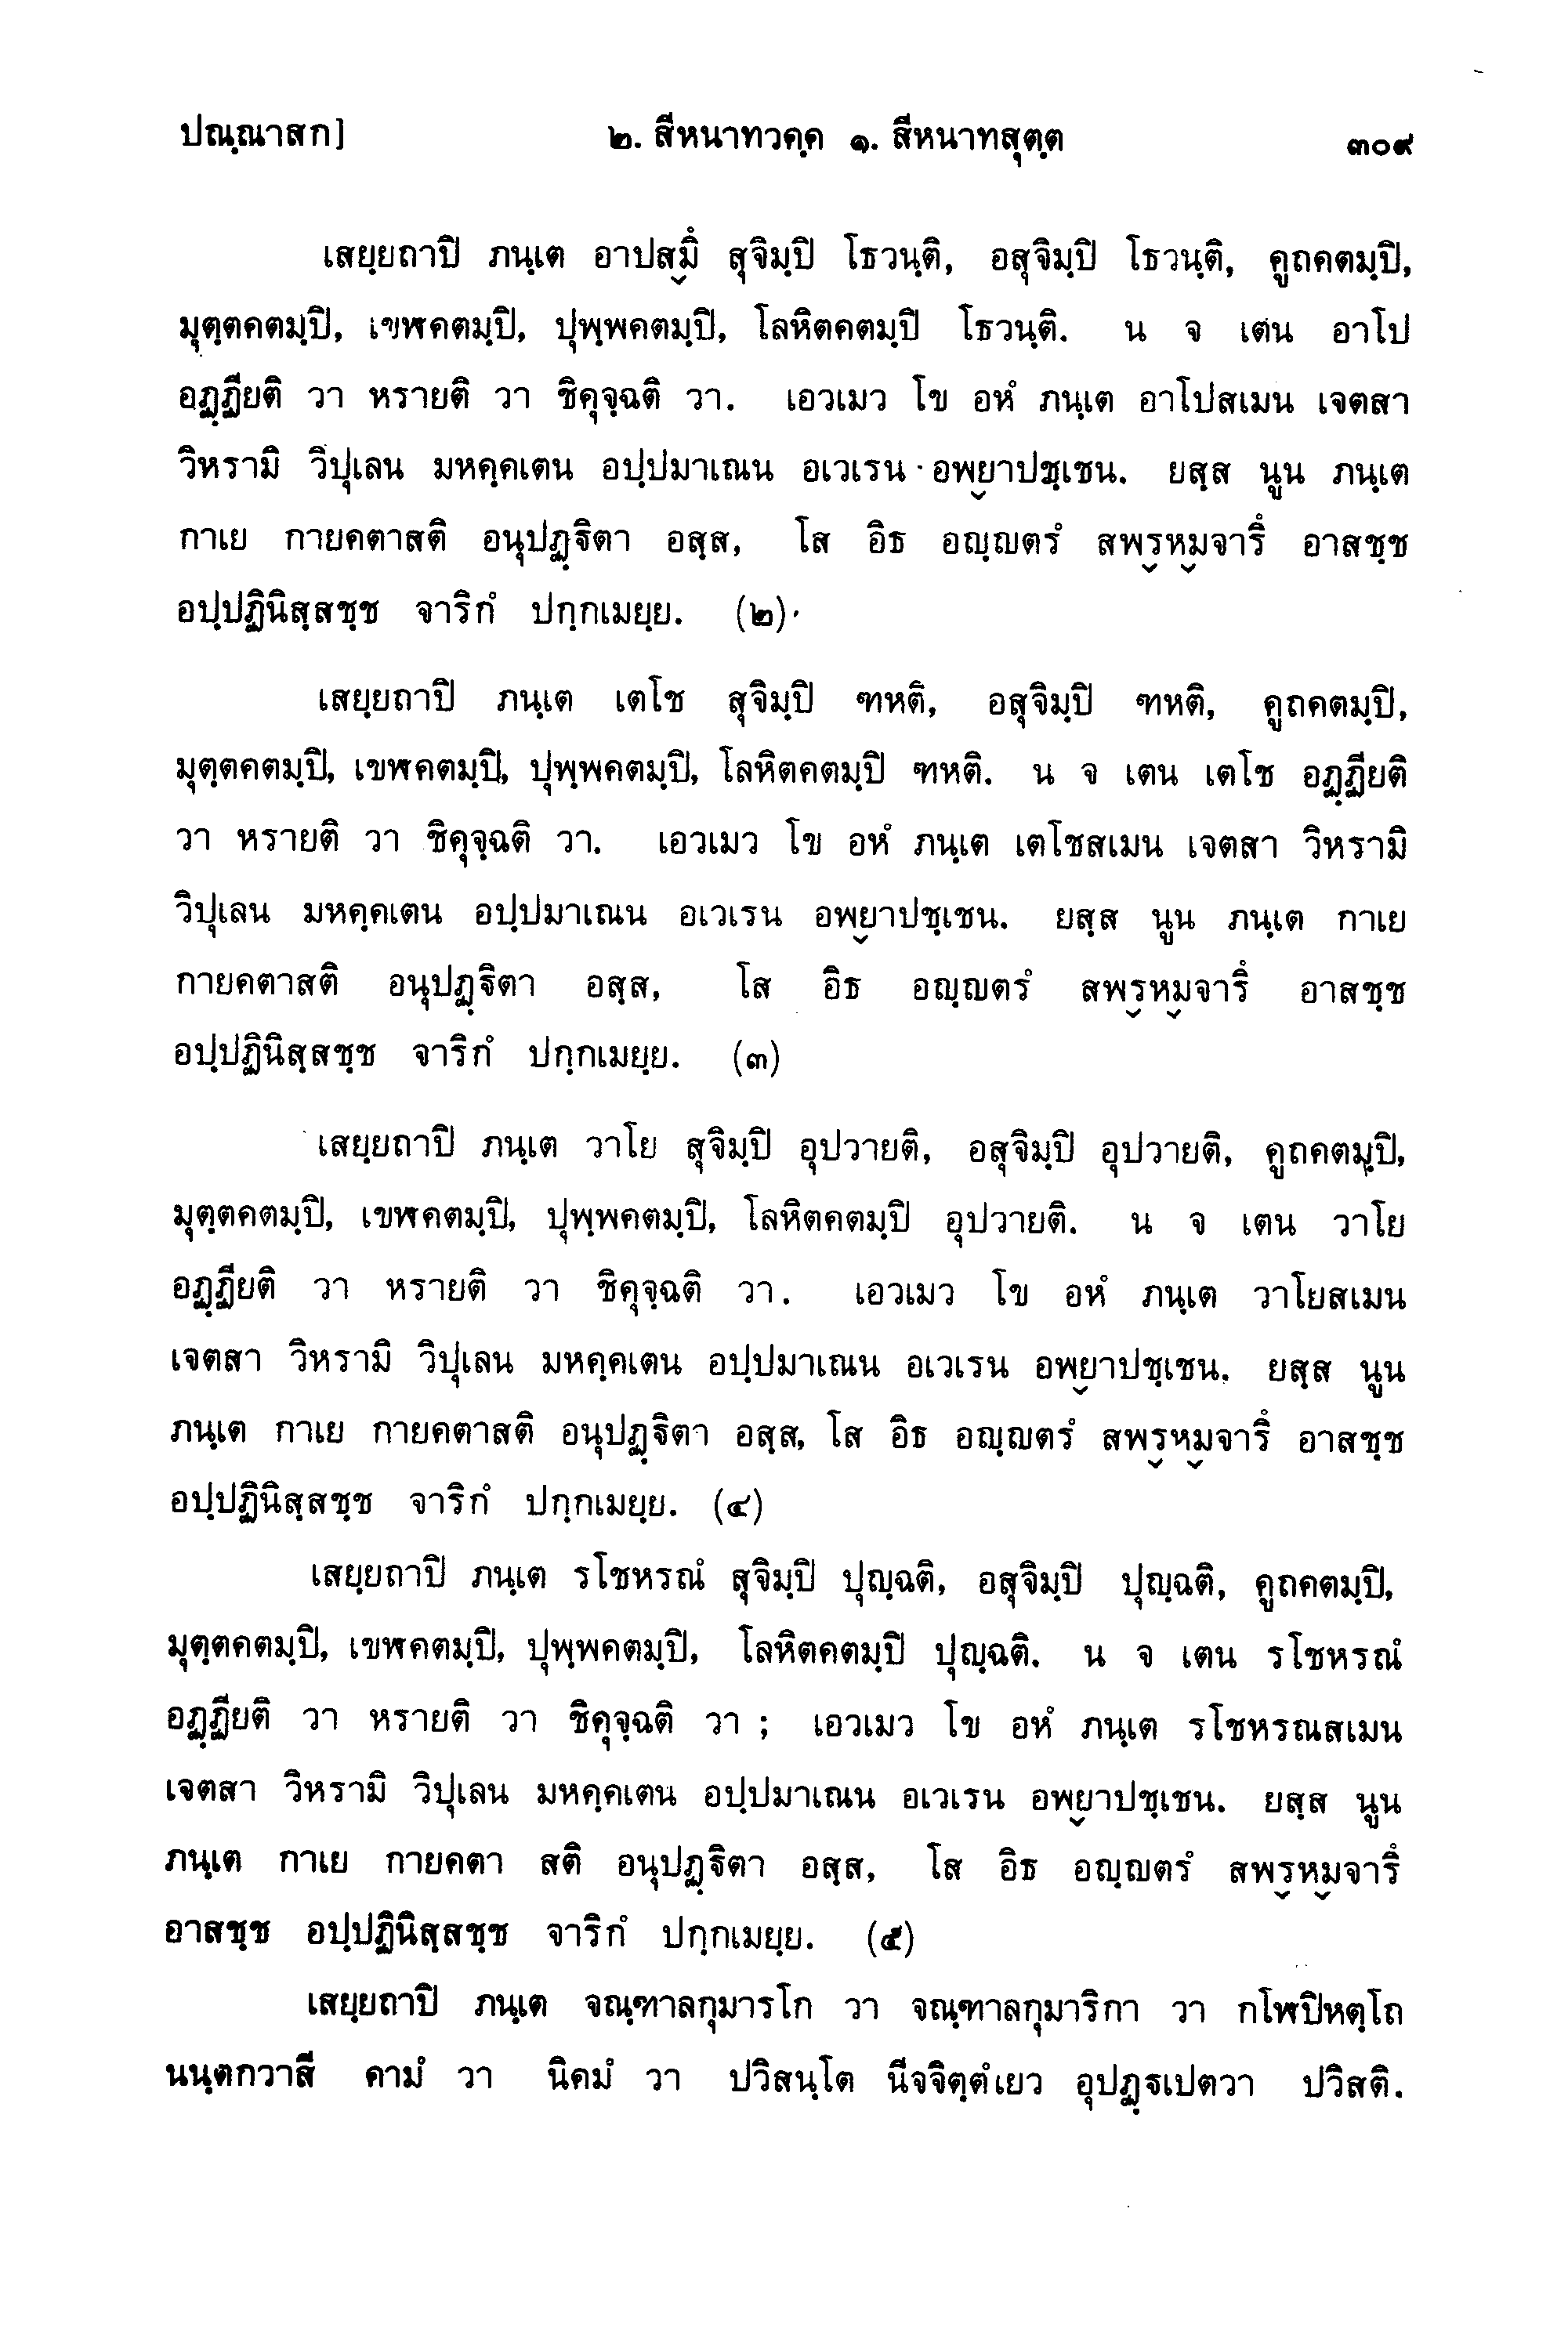 ปณฺณาสก]
๒. สีหนาทวคฺค ๑. สีหนาทสุตฺต
๓๐๙
เสยฺยถาปิ ภนฺเต อาปสฺมิํ สุจิมฺปิ โธวนฺติ, อสุจิมฺปิ โธวนฺติ, คูถคตมฺปิ,
มุตฺตคตมฺปิ, เขฬคตมฺปิ, ปุพฺพคตมฺปิ, โลหิตคตมฺปิ โธวนฺติ. น จ เตน อาโป
อฏฺฏียติ วา หรายติ วา ชิคุจฺฉติ วา. เอวเมว โข อหํ ภนฺเต อาโปสเมน เจตสา
วิหรามิ วิปุเลน มหคฺคเตน อปฺปมาเณน อเวเรน อพฺยาปชฺเชน. ยสฺส นูน ภนฺเต
กาเย กายคตาสติ อนุปฏฺฐิตา อสฺส, โส อิธ อญฺญตรํ สพฺรหฺมจาริํ อาสชฺช
อปฺปฏินิสฺสชฺช จาริกํ ปกฺกเมยฺย. (๒)
เสยฺยถาปิ ภนฺเต เตโช สุจิมฺปิ ฑหติ, อสุจิมฺปิ ฑหติ, คูถคตมฺปิ,
มุตฺตคตมฺปิ, เขฬคตมฺปิ, ปุพฺพคตมฺปิ, โลหิตคตมฺปิ ฑหติ. น จ เตน เตโช อฏฺฏียติ
วา หรายติ วา ชิคุจฺฉติ วา. เอวเมว โข อหํ ภนฺเต เตโชสเมน เจตสา วิหรามิ
วิปุเลน มหคฺคเตน อปฺปมาเณน อเวเรน อพฺยาปชฺเชน. ยสฺส นูน ภนฺเต กาเย
กายคตาสติ อนุปฏฺฐิตา อสฺส, โส อิธ อญฺญตรํ สพฺรหฺมจาริํ อาสชฺช
อปฺปฏินิสฺสชฺช จาริกํ ปกฺกเมยฺย. (๓)
เสยฺยถาปิ ภนฺเต วาโย สุจิมฺปิ อุปวายติ, อสุจิมฺปิ อุปวายติ, คูถคตมฺปิ,
มุตฺตคตมฺปิ, เขฬคตมฺปิ, ปุพฺพคตมฺปิ, โลหิตคตมฺปิ อุปวายติ. น จ เตน วาโย
อฏฺฏียติ วา หรายติ วา ชิคุจฺฉติ วา. เอวเมว โข อหํ ภนฺเต วาโยสเมน
เจตสา วิหรามิ วิปุเลน มหคฺคเตน อปฺปมาเณน อเวเรน อพฺยาปชฺเชน. ยสฺส นูน
ภนฺเต กาเย กายคตาสติ อนุปฏฺฐิตา อสฺส, โส อิธ อญฺญตรํ สพฺรหฺมจาริํ อาสชฺช
อปฺปฏินิสฺสชฺช จาริกํ ปกฺกเมยฺย. (๔)
เสยฺยถาปิ ภนฺเต รโชหรณํ สุจิมฺปิ ปุญฺฉติ, อสุจิมฺปิ ปุญฺฉติ, คูถคตมฺปิ,
มุตฺตคตมฺปิ, เขฬคตมฺปิ, ปุพฺพคตมฺปิ, โลหิตคตมฺปิ ปุญฺฉติ. น จ เตน รโชหรณํ
อฏฺฏียติ วา หรายติ วา ชิคุจฺฉติ วา ; เอวเมว โข อหํ ภนฺเต รโชหรณสเมน
เจตสา วิหรามิ วิปุเลน มหคฺคเตน อปฺปมาเณน อเวเรน อพฺยาปชฺเชน. ยสฺส นูน
ภนฺเต กาเย กายคตา สติ อนุปฏฺฐิตา อสฺส, โส อิธ อญฺญตรํ สพฺรหฺมจาริํ
อาสชฺช อปฺปฏินิสฺสชฺช จาริกํ ปกฺกเมยฺย. (๕)
เสยฺยถาปิ ภนฺเต จณฺฑาลกุมารโก วา จณฺฑาลกุมาริกา วา กโฬปิหตฺโถ
นนฺตกวาสี คามํ วา นิคมํ วา ปวิสนฺโต นีจจิตฺตํเยว อุปฏฺฐเปตวา ปวิสติ.